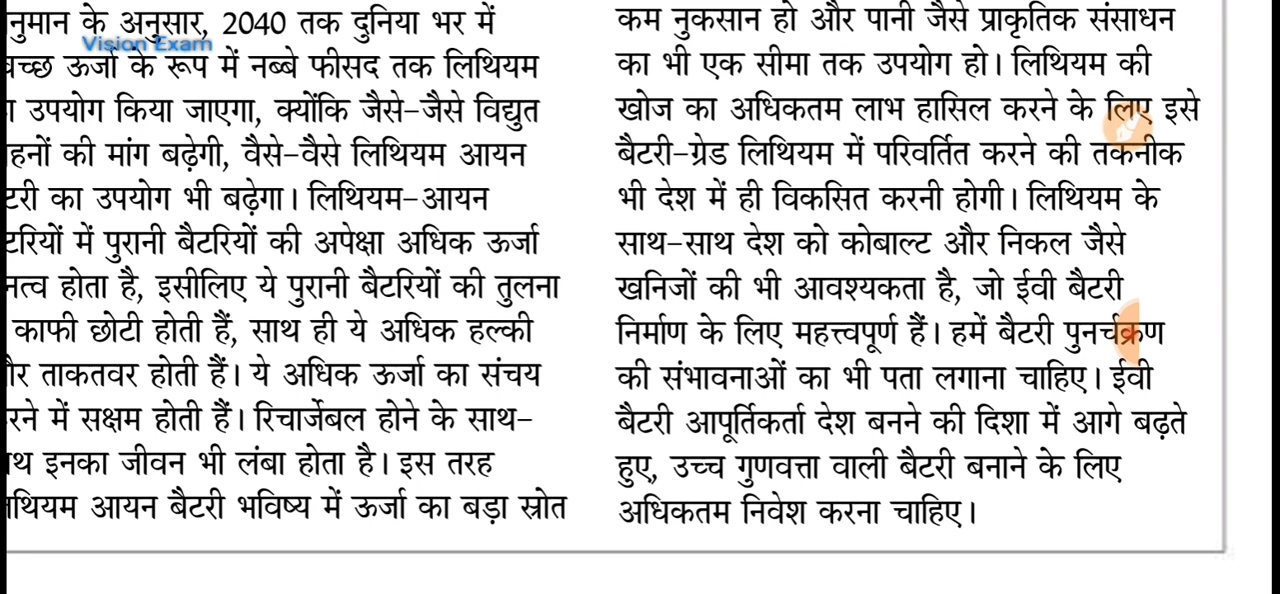 नुमान के अनुसार, 2040 तक दुनिया भर में
Vision Exam
ऊर्जा के रूप में नब्बे फीसद तक लिथियम
उपयोग किया जाएगा, क्योंकि जैसे-जैसे विद्युत
हनों की मांग बढ़ेगी, वैसे-वैसे लिथियम आयन
टरी का उपयोग भी बढ़ेगा। लिथियम-आयन
टरियों में पुरानी बैटरियों की अपेक्षा अधिक ऊर्जा
नत्व होता है, इसीलिए ये पुरानी बैटरियों की तुलना
काफी छोटी होती हैं, साथ ही ये अधिक हल्की
र ताकतवर होती हैं। ये अधिक ऊर्जा का संचय
रने में सक्षम होती हैं। रिचार्जेबल होने के साथ-
थ इनका जीवन भी लंबा होता है। इस तरह
थियम आयन बैटरी भविष्य में ऊर्जा का बड़ा स्रोत
कम नुकसान हो और पानी जैसे प्राकृतिक संसाधन
का भी एक सीमा तक उपयोग हो। लिथियम की
खोज का अधिकतम लाभ हासिल करने के लिए इसे
बैटरी-ग्रेड लिथियम में परिवर्तित करने की तकनीक
भी देश में ही विकसित करनी होगी। लिथियम के
साथ-साथ देश को कोबाल्ट और निकल जैसे
खनिजों की भी आवश्यकता है, जो ईवी बैटरी
निर्माण के लिए महत्त्वपूर्ण हैं। हमें बैटरी पुनर्चक्रण
की संभावनाओं का भी पता लगाना चाहिए। ईवी
बैटरी आपूर्तिकर्ता देश बनने की दिशा में आगे बढ़ते
हुए, उच्च गुणवत्ता वाली बैटरी बनाने के लिए
अधिकतम निवेश करना चाहिए।